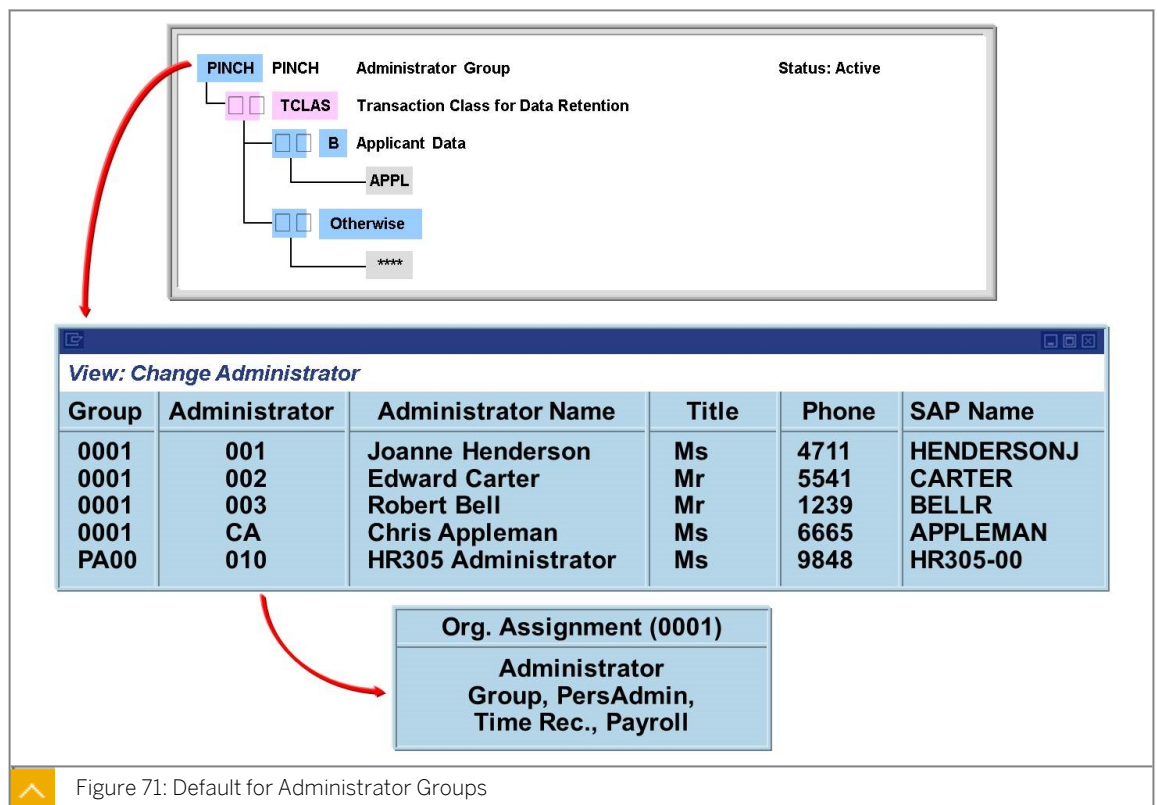 PINCH PINCH Administrator Group Status: Active
TCLAS Transaction Class for Data Retention
B Applicant Data
APPL
Otherwise
****
View: Change Administrator
Group Administrator Administrator Name Title Phone SAP Name
0001 001 Joanne Henderson Ms 4711 HENDERSONJ
0001 002 Edward Carter Mr 5541 CARTER
0001 003 Robert Bell Mr 1239 BELLR
0001 CA Chris Appleman Ms 6665 APPLEMAN
PA00 010 HR305 Administrator Ms 9848 HR305-00
Org. Assignment (0001)
Administrator
Group, PersAdmin,
Time Rec., Payroll
Figure 71: Default for Administrator Groups